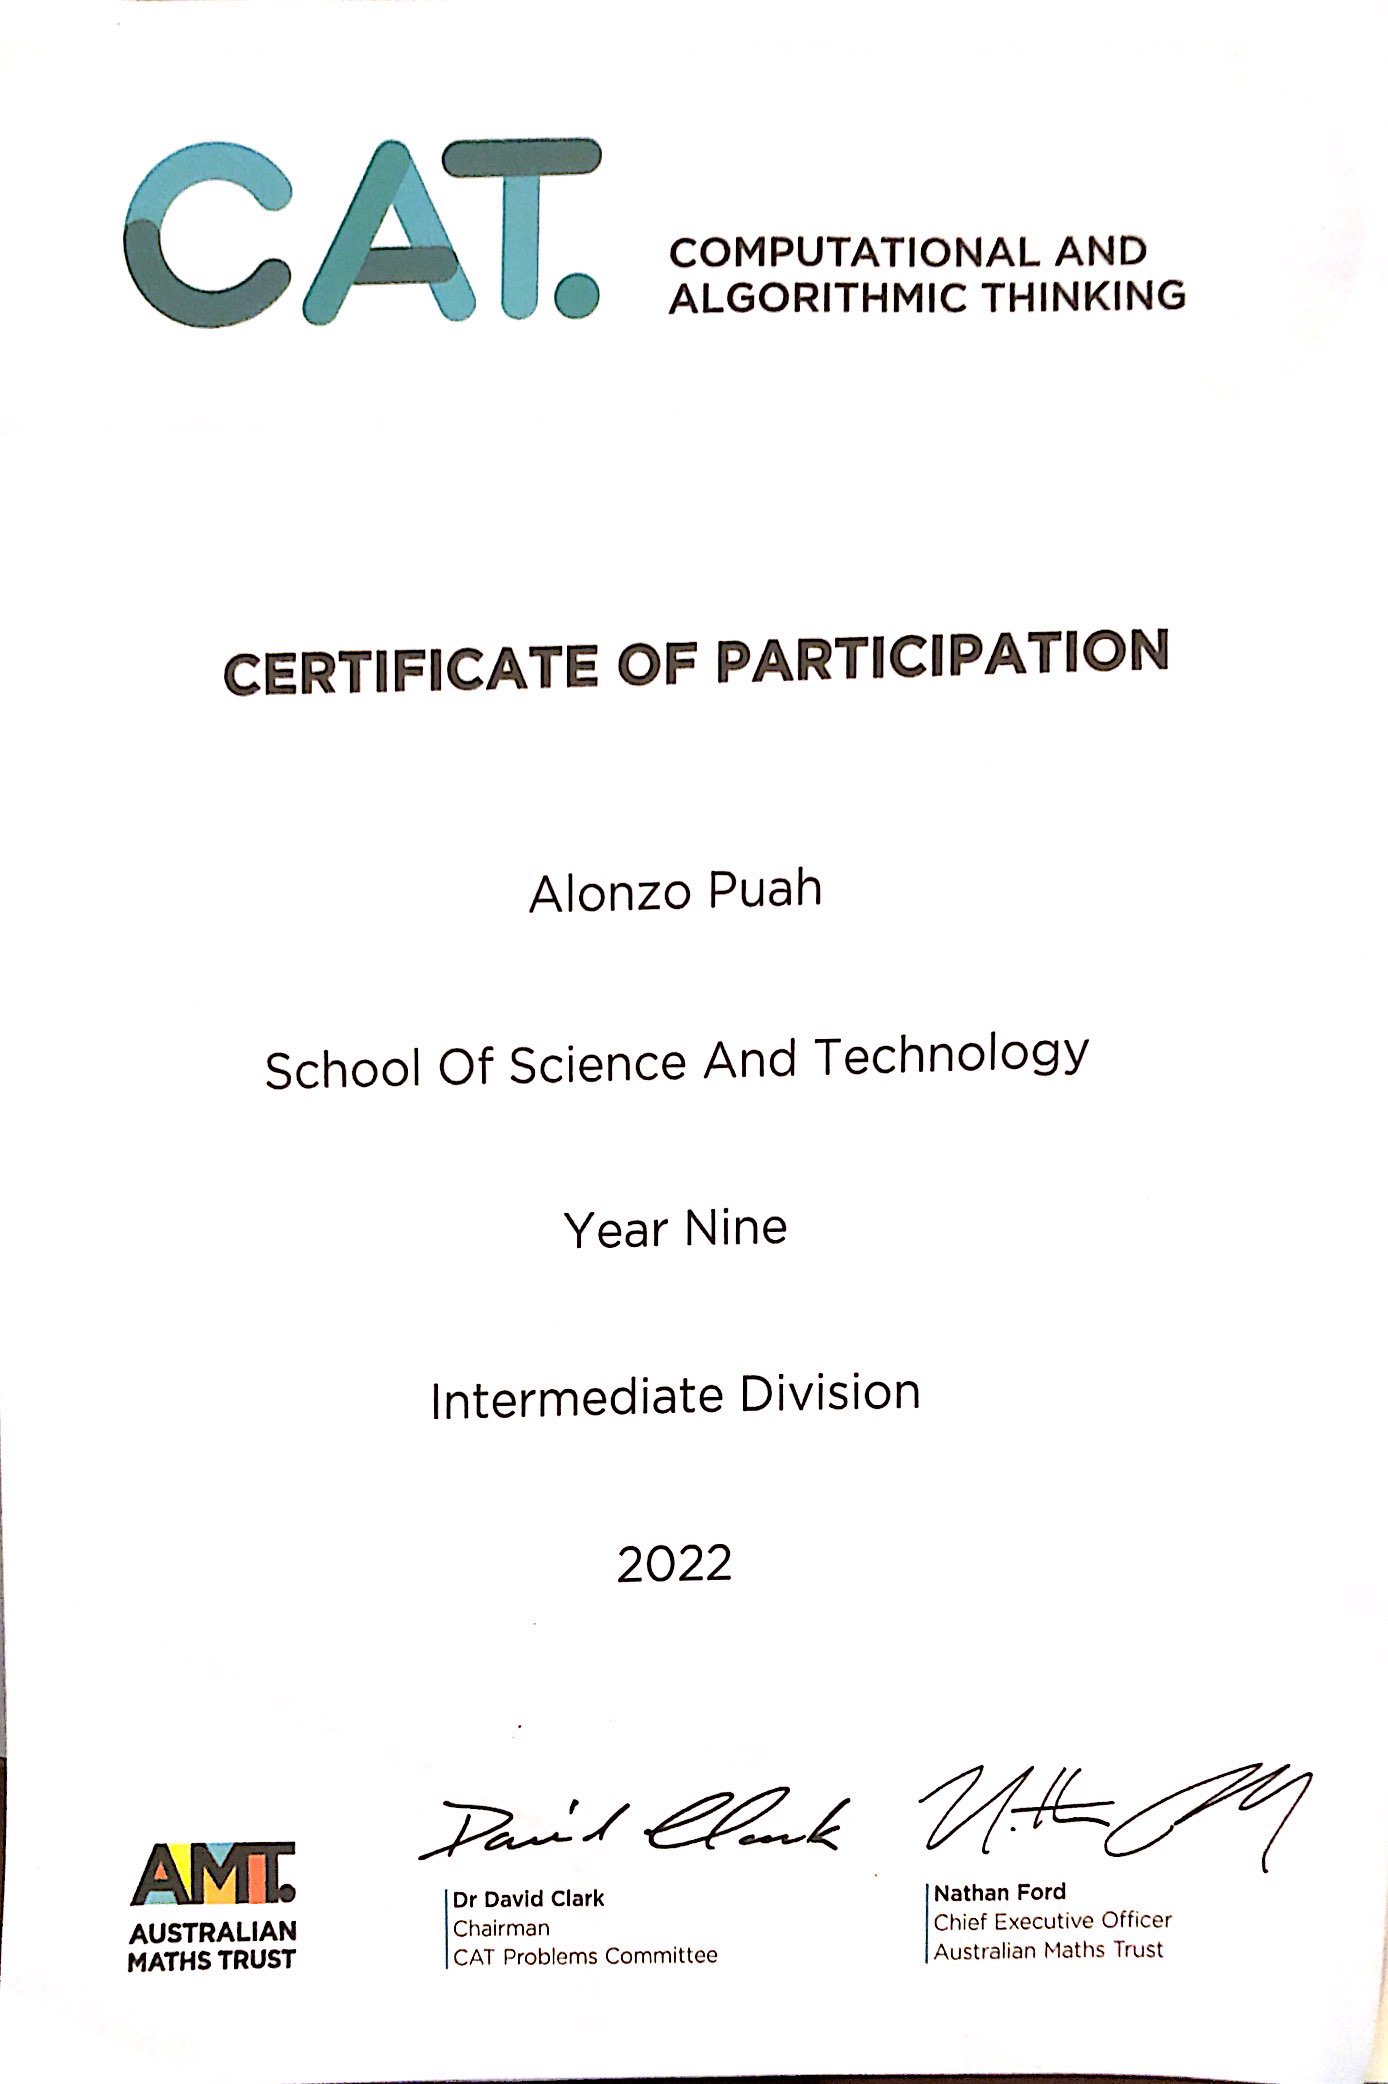 CAT.
COMPUTATIONAL AND
ALGORITHMIC THINKING
CERTIFICATE OF PARTICIPATION
Alonzo Puah
School Of Science And Technology
Year Nine
Intermediate Division
2022
David Clark
AMT.
AUSTRALIAN
MATHS TRUST
Dr David Clark
Chairman
CAT Problems Committee
Nathan Ford
Chief Executive Officer
Australian Maths Trust